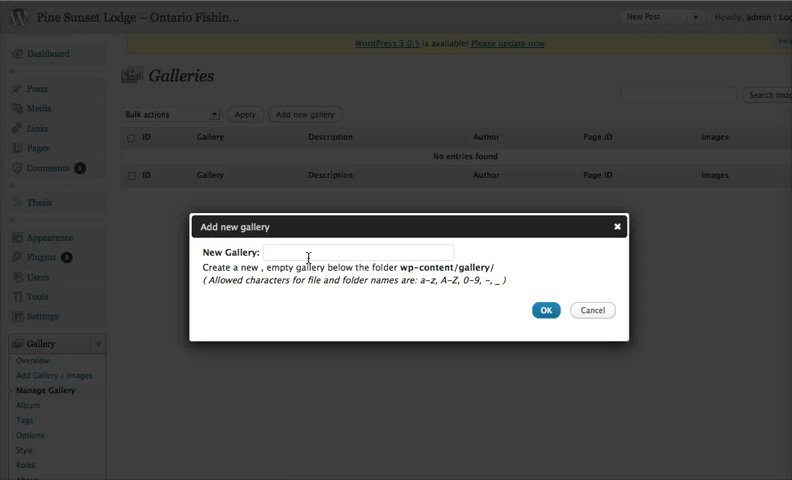 Pine Sunset Lodge – Ontario Fishin...
New Post
Howdy, admin
WordPress 3.0.5 is available! Please update now.
Dashboard
Posts
Media
Links
Pages
Comments 1
Thesis
Appearance
Plugins 2
Users
Tools
Settings
Gallery
Overview
Add Gallery / Images
Manage Gallery
Album
Tags
Options
Style
Roles
Galleries
Search Imag
Bulk actions
Apply
Add new gallery
ID Gallery Description Author Page ID Images
No entries found
ID Gallery Description Author Page ID Images
Add new gallery
New Gallery:
Create a new , empty gallery below the folder wp-content/gallery/
( Allowed characters for file and folder names are: a-z, A-Z, 0-9, -, _ )
OK
Cancel